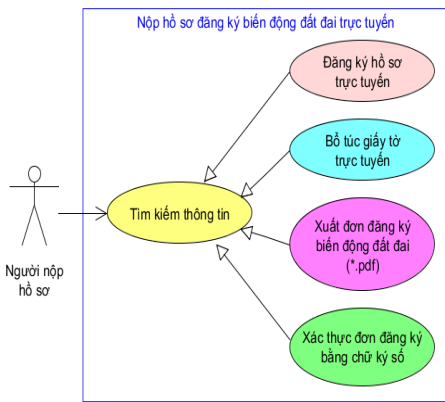 Nộp hồ sơ đăng ký biến động đất đai trực tuyến
Đăng ký hồ sơ
trực tuyến
Bổ túc giấy tờ
trực tuyến
Tìm kiếm thông tin
Xuất đơn đăng ký
biến động đất đai
(*.pdf)
Người nộp
hồ sơ
Xác thực đơn đăng ký
bằng chữ ký số